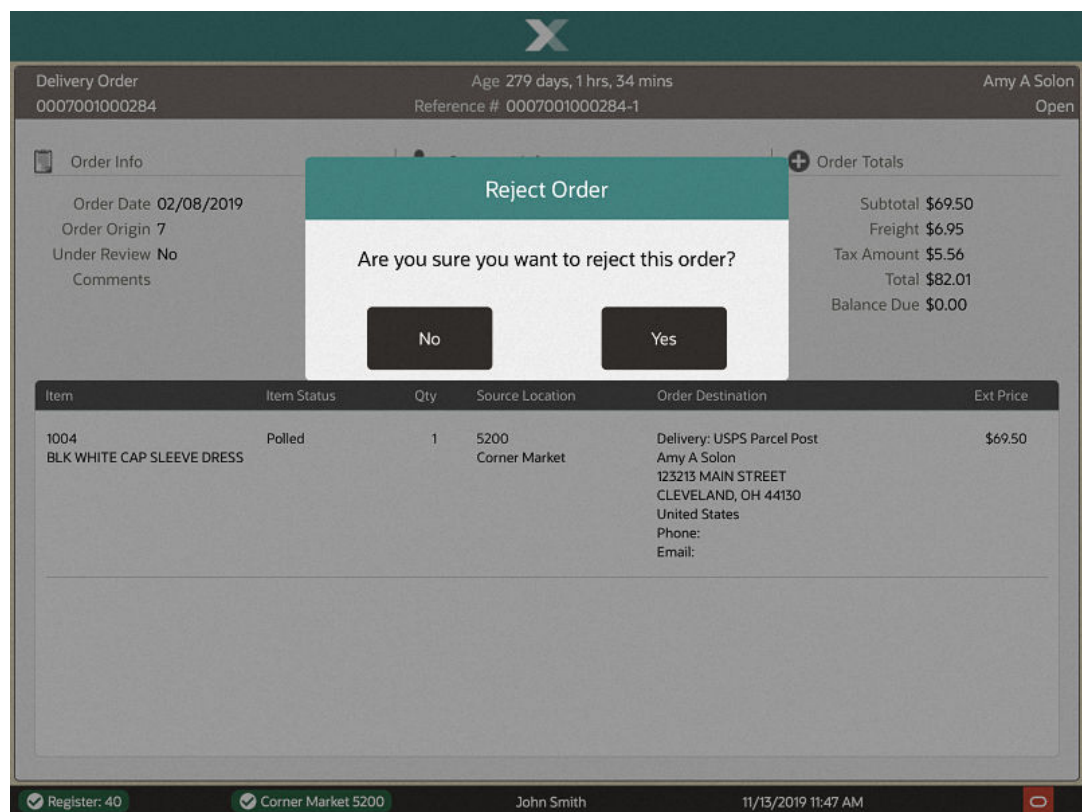 Delivery Order
Age 279 days, 1 hrs, 34 mins
Amy A Solon
0007001000284
Reference # 0007001000284-1
Open
Order Info
Order Totals
Order Date 02/08/2019
Order Origin 7
Under Review No
Comments
Reject Order
Are you sure you want to reject this order?
No
Yes
Subtotal $69.50
Freight $6.95
Tax Amount $5.56
Total $82.01
Balance Due $0.00
Item Item Status Qty Source Location Order Destination Ext Price
1004 Polled 1 5200 Delivery: USPS Parcel Post $69.50
BLK WHITE CAP SLEEVE DRESS Corner Market Amy A Solon
123213 MAIN STREET
CLEVELAND, OH 44130
United States
Phone:
Email:
Register: 40 Corner Market 5200 John Smith 11/13/2019 11:47 AM